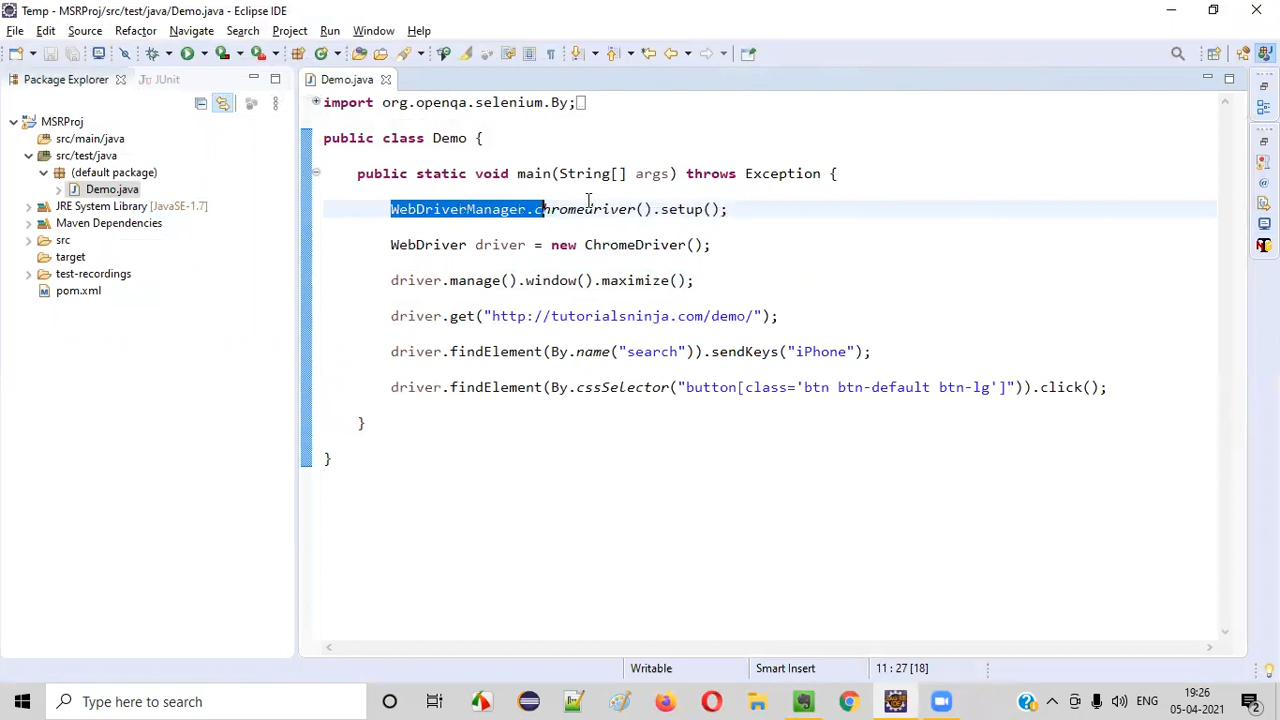 Temp - MSRProj/src/test/java/Demo.java - Eclipse IDE
File Edit Source Refactor Navigate Search Project Run Window Help
Package Explorer JUnit Demo.java
MSRProj
src/main/java
src/test/java
(default package)
Demo.java
JRE System Library [JavaSE-1.7]
Maven Dependencies
src
target
test-recordings
pom.xml
import org.openqa.selenium.By;
public class Demo {
public static void main(String[] args) throws Exception {
WebDriverManager.chromedriver().setup();
WebDriver driver = new ChromeDriver();
driver.manage().window().maximize();
driver.get("http://tutorialsninja.com/demo/");
driver.findElement(By.name("search")).sendKeys("iPhone");
driver.findElement(By.cssSelector("button[class='btn btn-default btn-lg']")).click();
}
}
Writable Smart Insert 11 : 27 [18]
Type here to search
ENG
19:26
05-04-2021
2